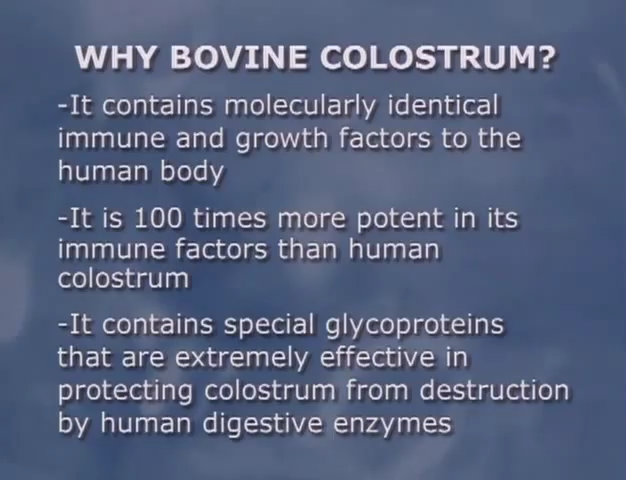 WHY BOVINE COLOSTRUM?
-It contains molecularly identical
immune and growth factors to the
human body
-It is 100 times more potent in its
immune factors than human
colostrum
-It contains special glycoproteins
that are extremely effective in
protecting colostrum from destruction
by human digestive enzymes